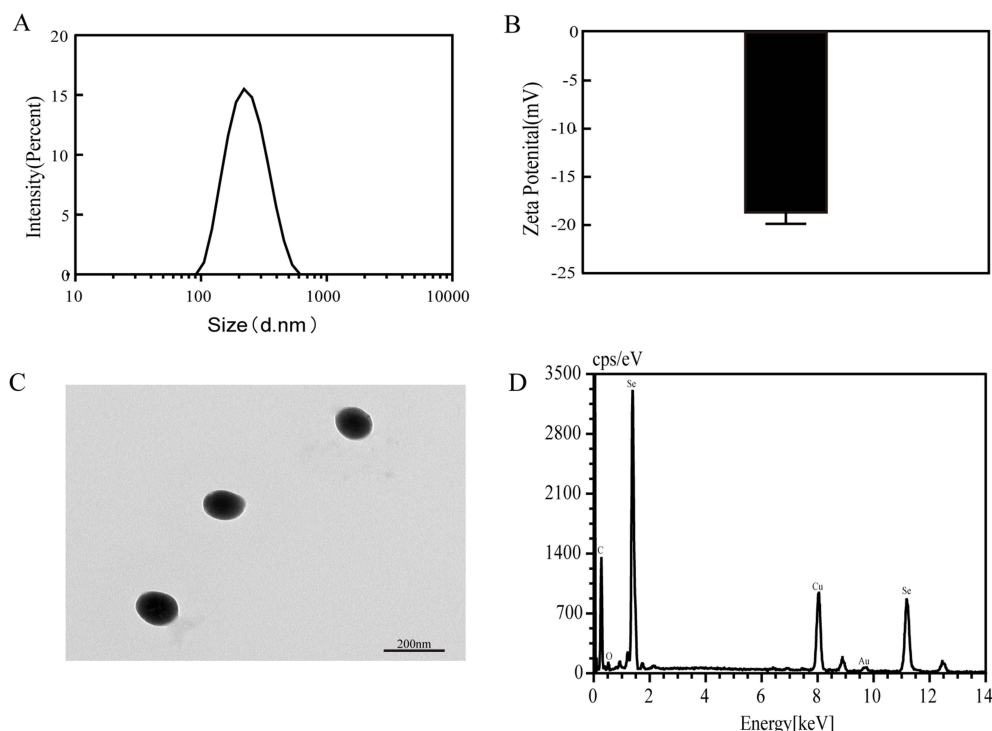 A
20
15
10
5
0
Intensity(Percent)
10
100
1000
10000
Size(d.nm)
B
0
-5
-10
-15
-20
-25
Zeta Potenital(mV)
C
200nm
D
cps/eV
3500
2800
2100
1400
700
0
C
O
Se
Cu
Au
Se
0
2
4
6
8
10
12
14
Energy[keV]